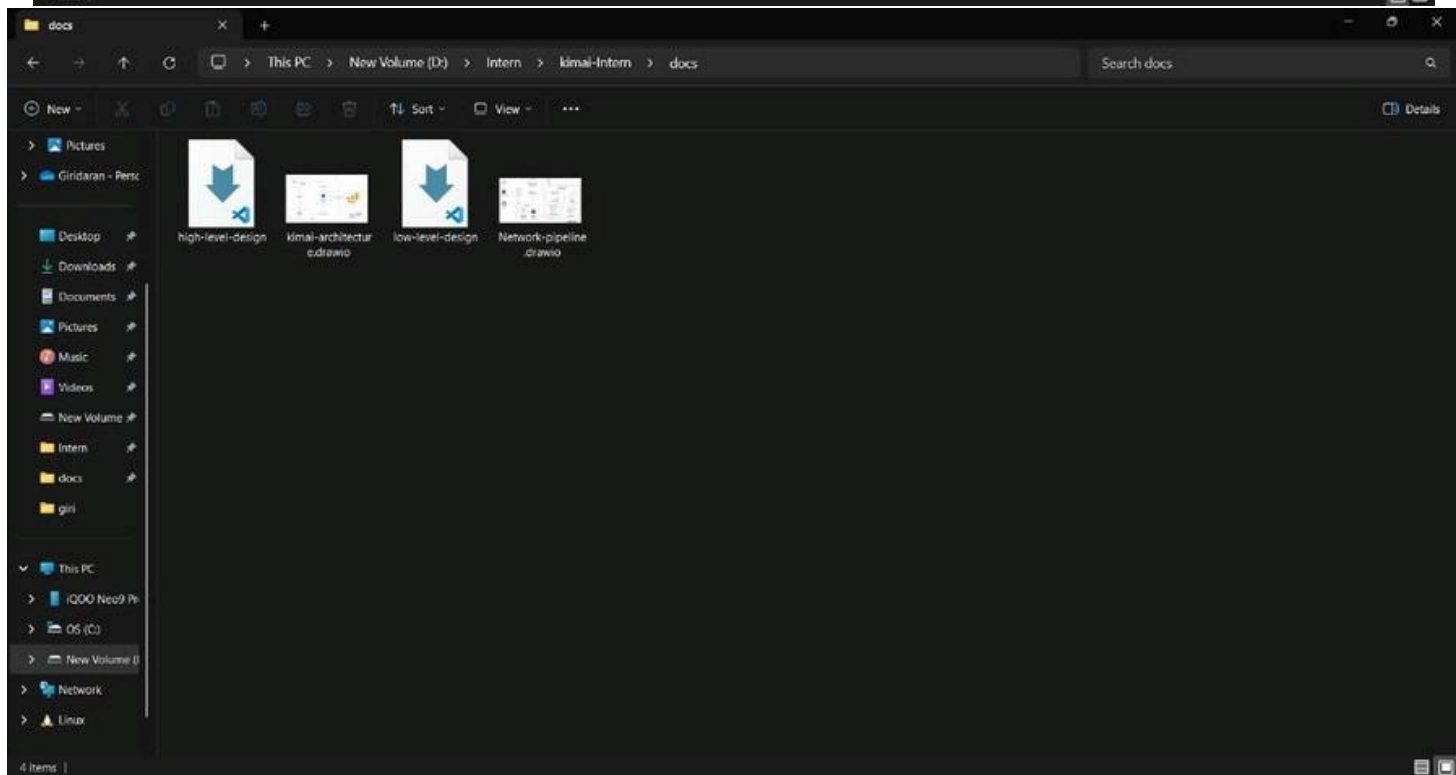 docs
This PC > New Volume (D:) > Intern > kimai-Intern > docs
Search docs
New
Sort
View
Details
Pictures
Giridaran - Persc
Desktop
Downloads
Documents
Pictures
Music
Videos
New Volume
Intern
docs
giri
This PC
iQOO Neo9 Pr
OS (C:)
New Volume (I
Network
Linux
high-level-design
kimai-architectur
e.drawio
low-level-design
Network-pipeline
.drawio
4 items